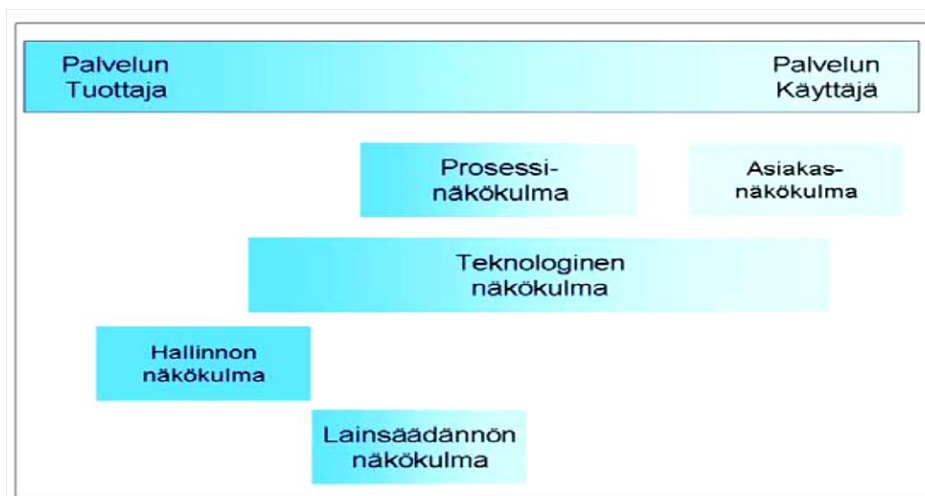 Palvelun
Tuottaja
Palvelun
Käyttäjä
Prosessi-
näkökulma
Asiakas-
näkökulma
Teknologinen
näkökulma
Hallinnon
näkökulma
Lainsäädännön
näkökulma